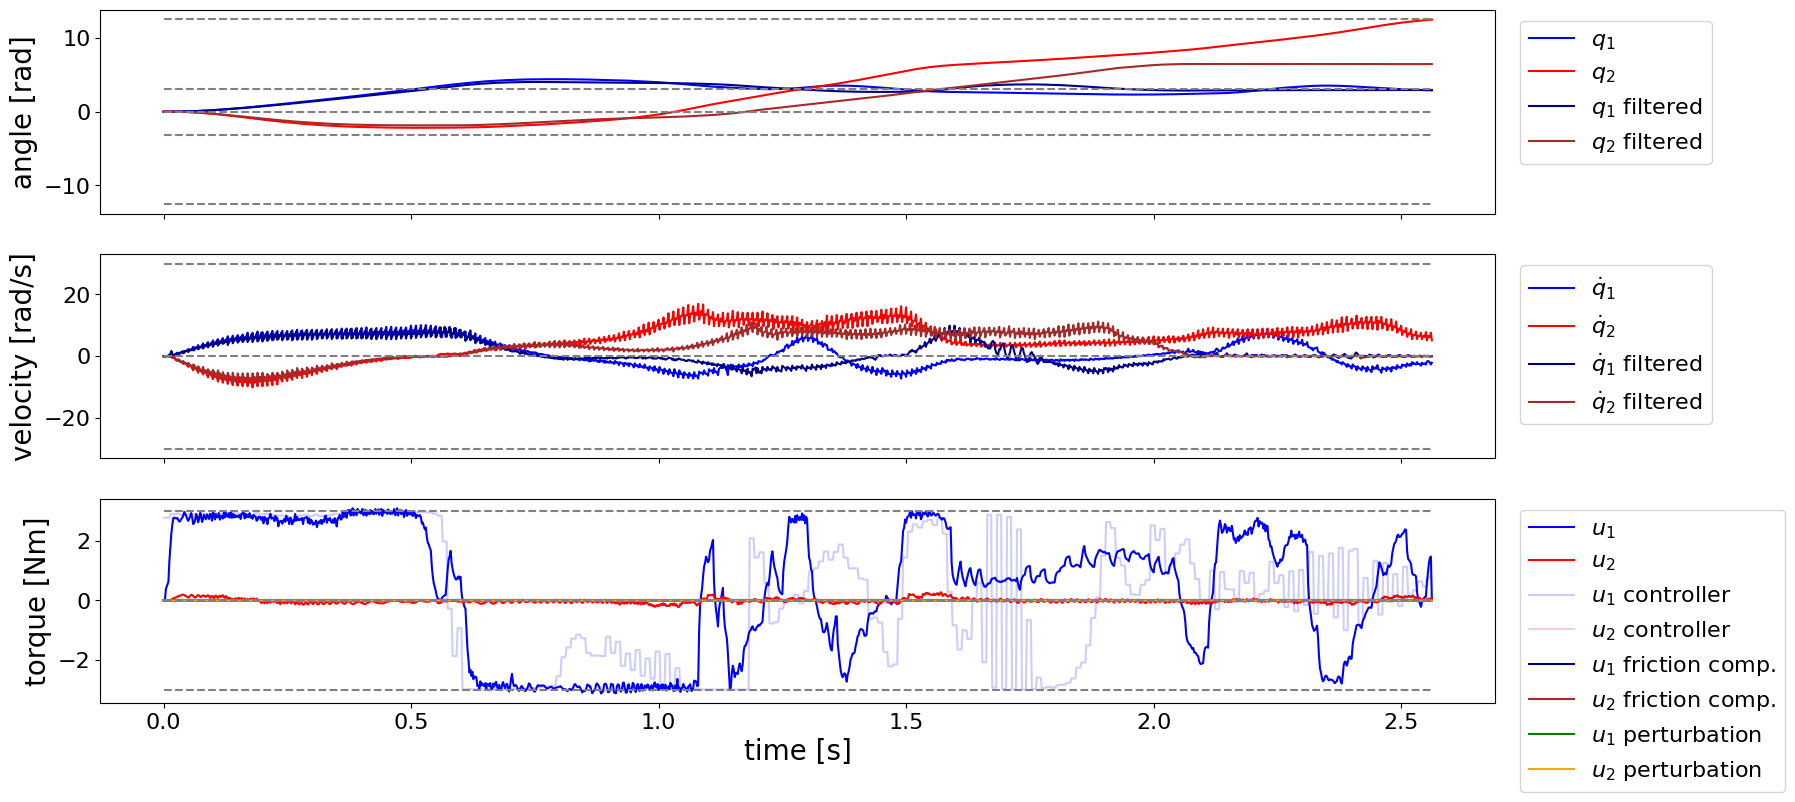 angle [rad]
10
0
−10
q₁
q₂
q₁ filtered
q₂ filtered
velocity [rad/s]
20
0
−20
q̇₁
q̇₂
q̇₁ filtered
q̇₂ filtered
torque [Nm]
2
0
−2
0.0 0.5 1.0 1.5 2.0 2.5
time [s]
u₁
u₂
u₁ controller
u₂ controller
u₁ friction comp.
u₂ friction comp.
u₁ perturbation
u₂ perturbation